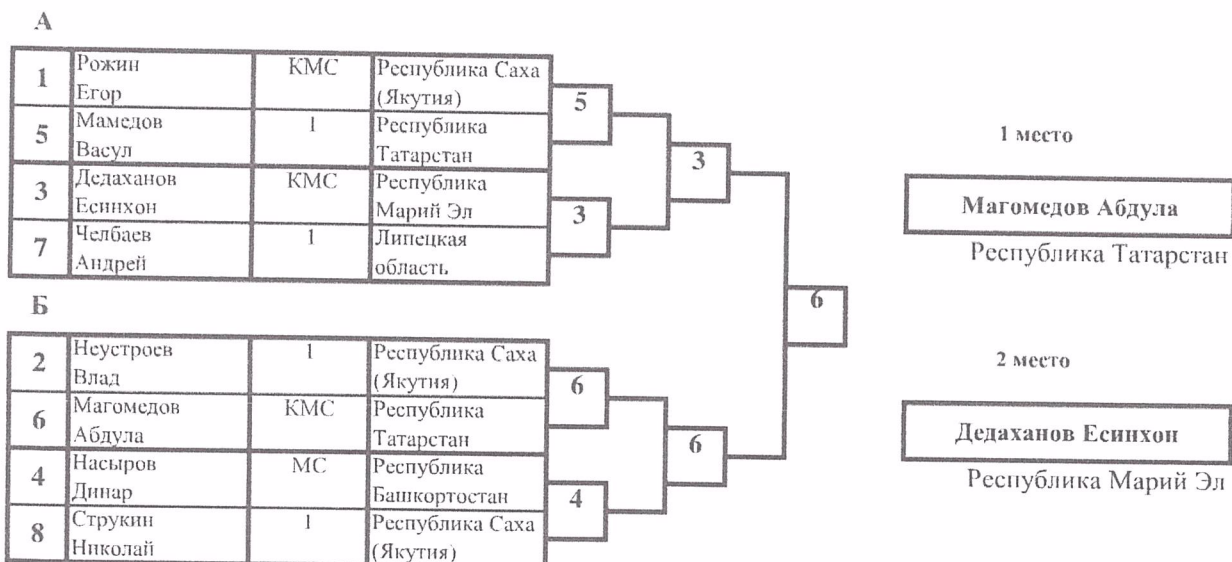 А
1 Рожин КМС Республика Саха
Егор (Якутия)
5
5 Мамедов 1 Республика
Васул Татарстан
3
3 Дедаханов КМС Республика
Есинхон Марий Эл
3
7 Челбаев 1 Липецкая
Андрей область
6
Б
2 Неустроев 1 Республика Саха
Влад (Якутия)
6
6 Магомедов КМС Республика
Абдула Татарстан
6
4 Насыров МС Республика
Динар Башкортостан
4
8 Струкин 1 Республика Саха
Николай (Якутия)
1 место
Магомедов Абдула
Республика Татарстан
2 место
Дедаханов Есинхон
Республика Марий Эл